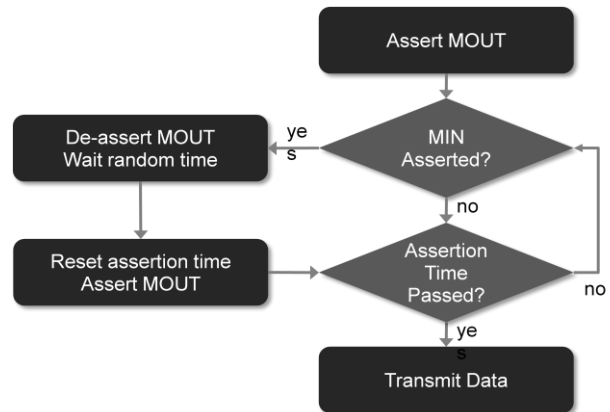 Assert MOUT
De-assert MOUT
Wait random time
ye
s
MIN
Asserted?
no
Reset assertion time
Assert MOUT
Assertion
Time
Passed?
no
ye
s
Transmit Data